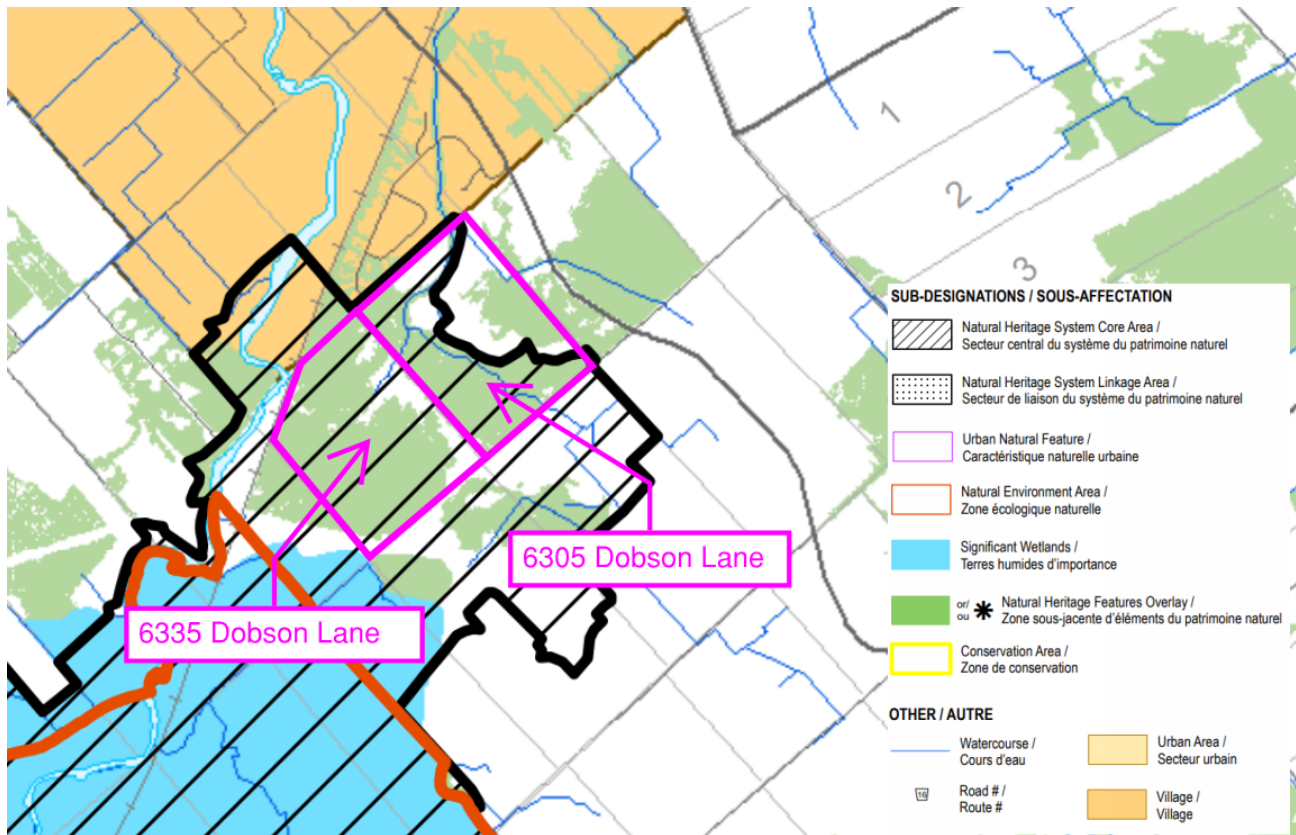 1
2
3
6305 Dobson Lane
6335 Dobson Lane
SUB-DESIGNATIONS / SOUS-AFFECTATION
Natural Heritage System Core Area /
Secteur central du système du patrimoine naturel
Natural Heritage System Linkage Area /
Secteur de liaison du système du patrimoine naturel
Urban Natural Feature /
Caractéristique naturelle urbaine
Natural Environment Area /
Zone écologique naturelle
Significant Wetlands /
Terres humides d'importance
or/
ou
Natural Heritage Features Overlay /
Zone sous-jacente d'éléments du patrimoine naturel
Conservation Area /
Zone de conservation
OTHER / AUTRE
Watercourse /
Cours d'eau
Urban Area /
Secteur urbain
16
Road # /
Route #
Village /
Village